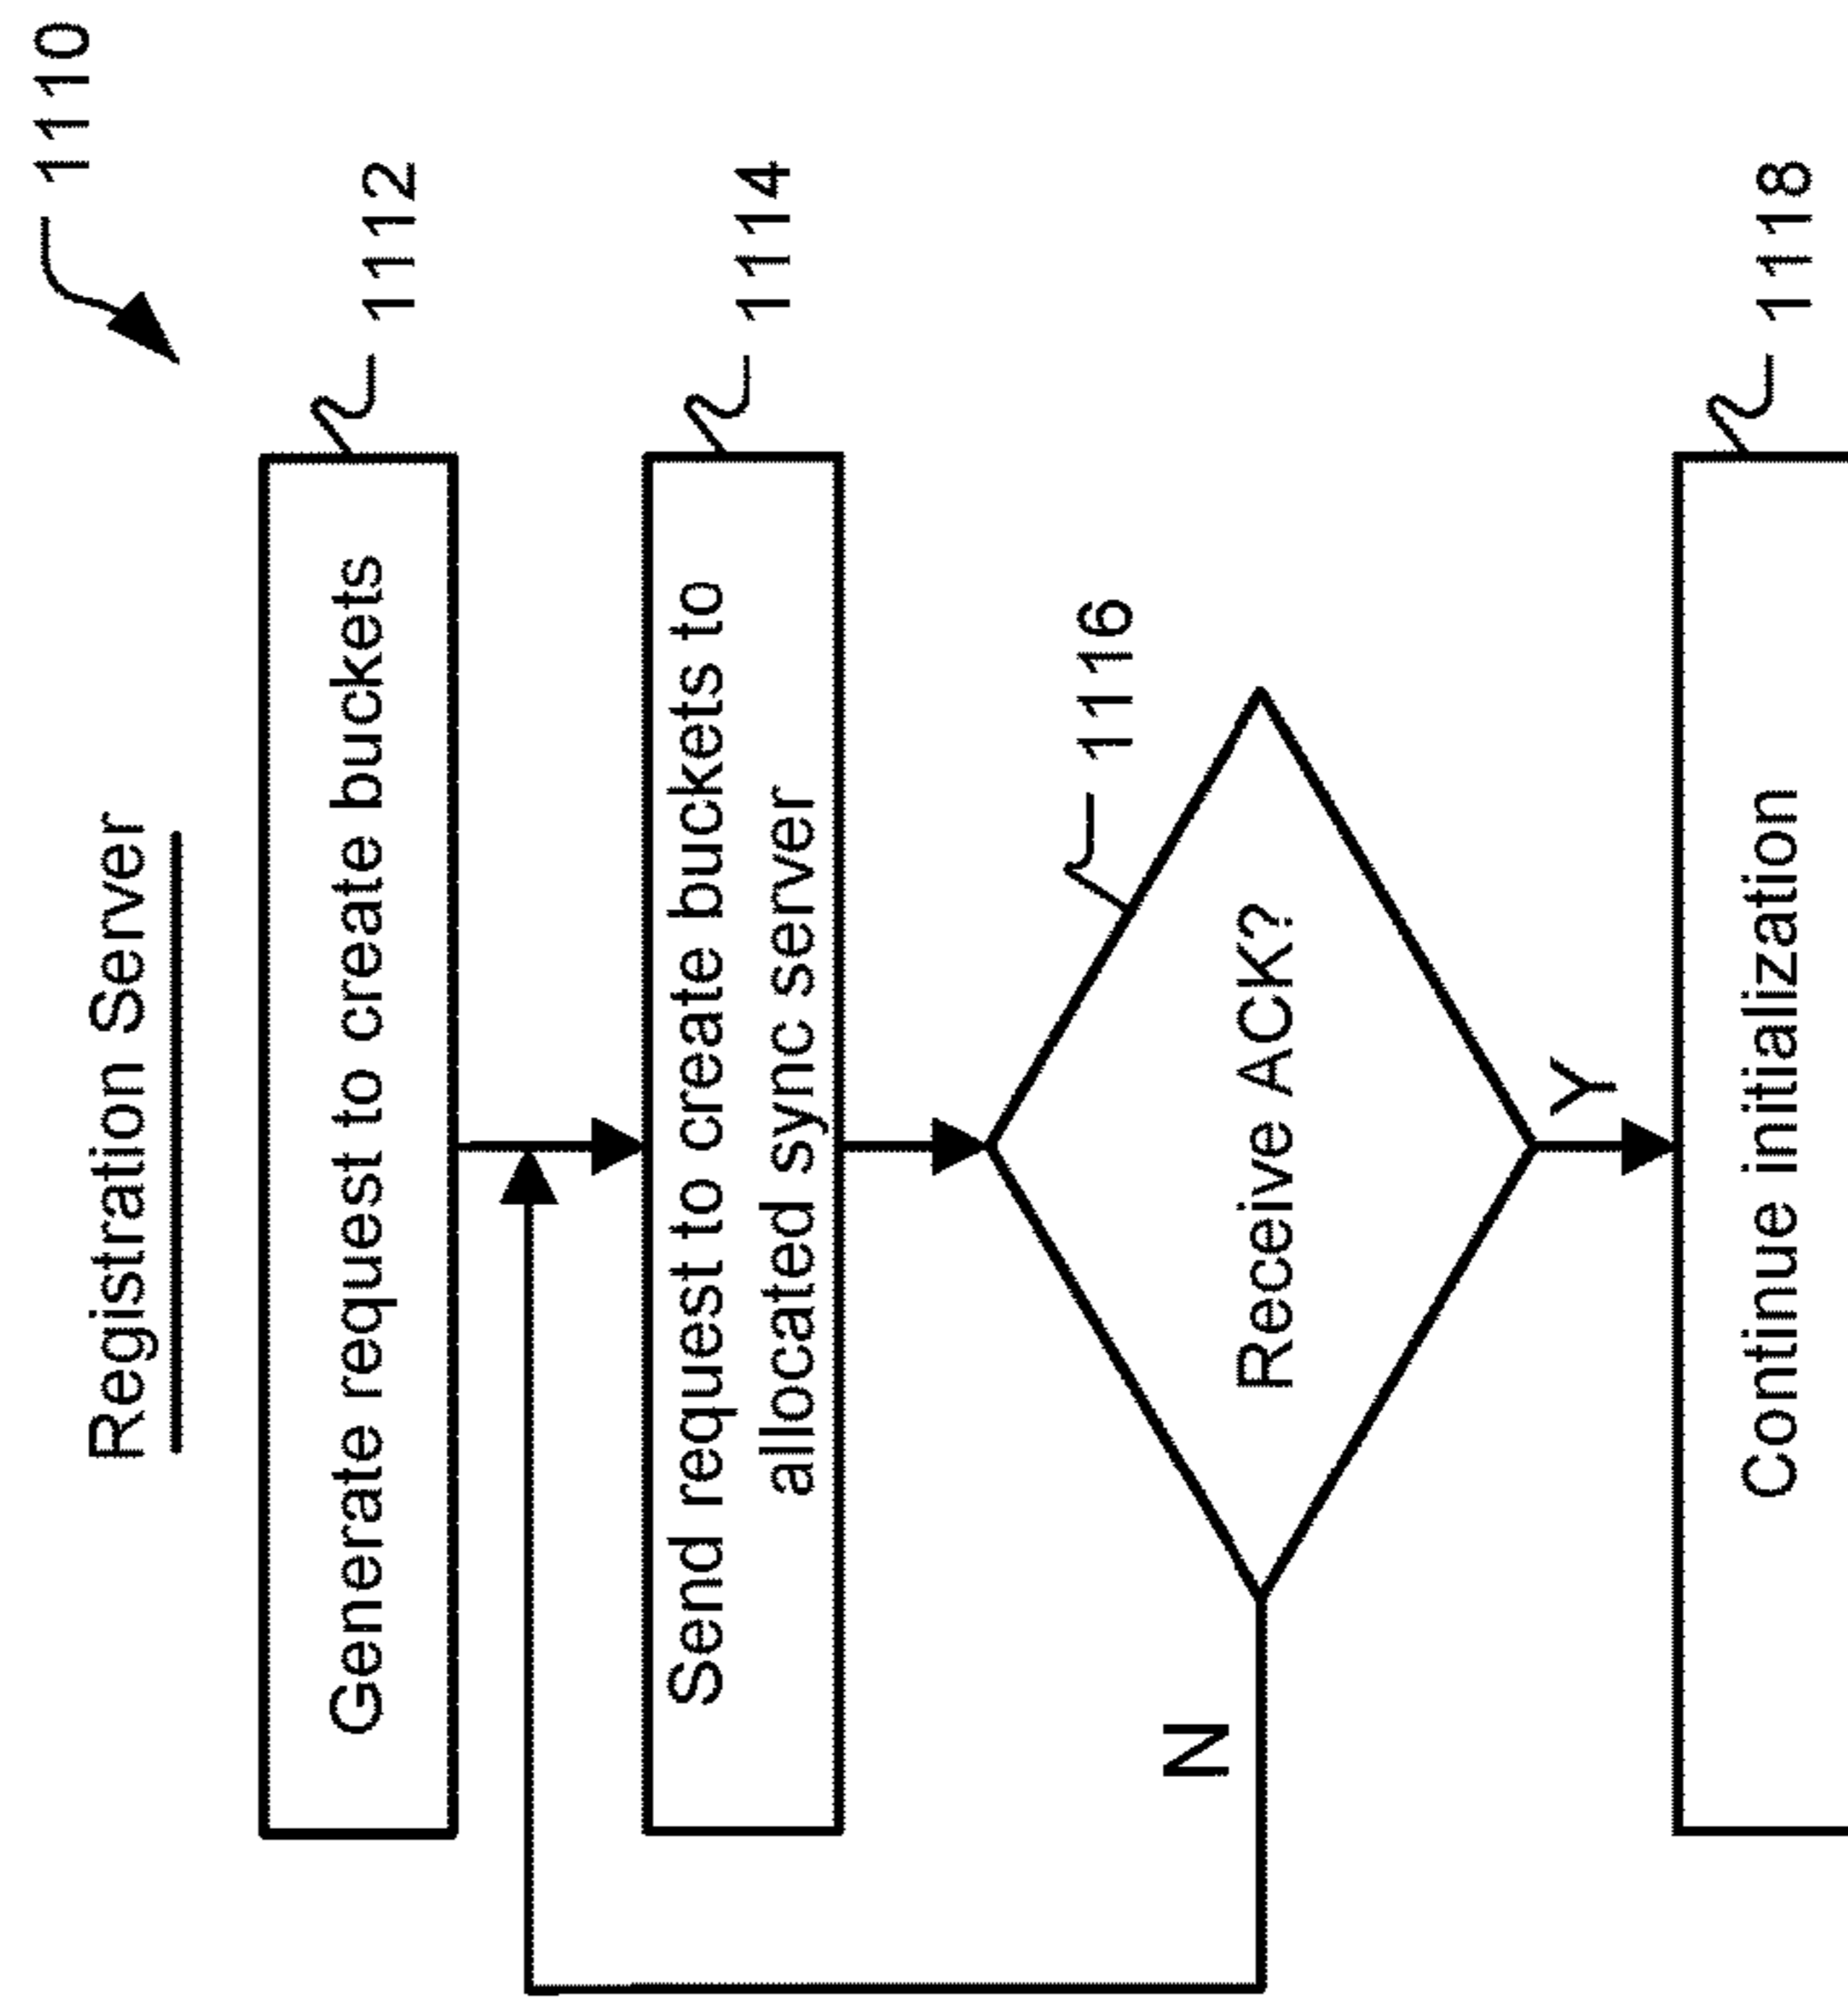 1110
Registration Server
Generate request to create buckets
1112
Send request to create buckets to
allocated sync server
1114
1116
Receive ACK?
N
Y
Continue initialization
1118